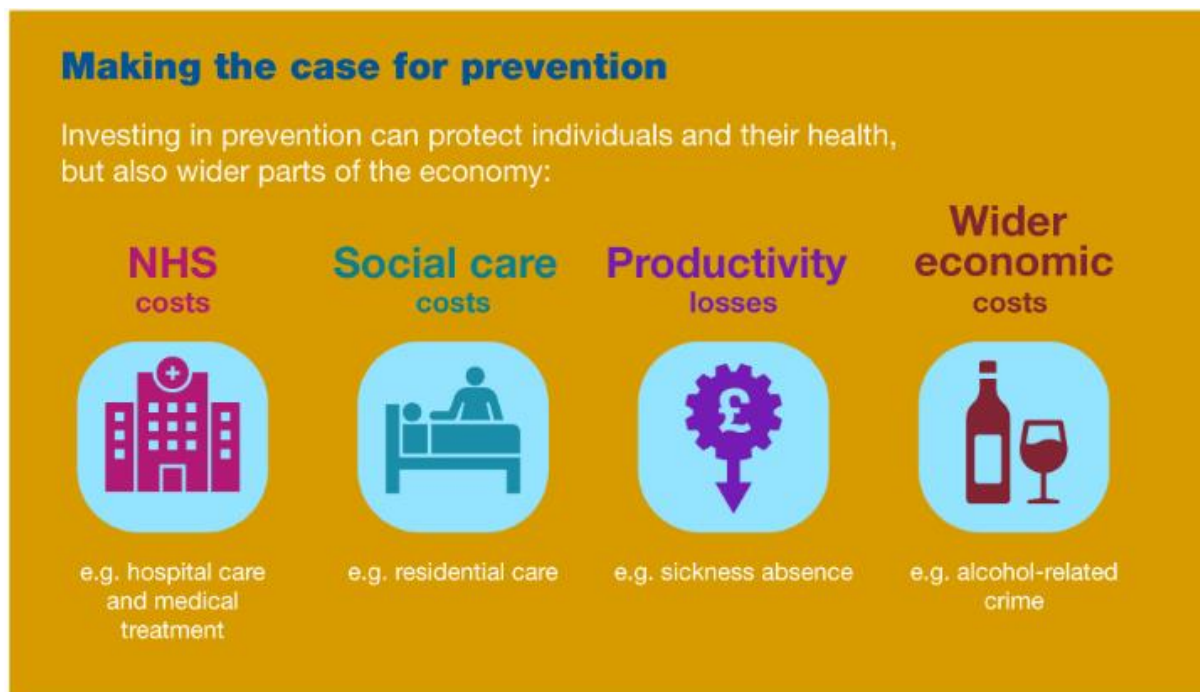 Making the case for prevention
Investing in prevention can protect individuals and their health,
but also wider parts of the economy:
NHS
costs
Social care
costs
Productivity
losses
Wider
economic
costs
£
e.g. hospital care
and medical
treatment
e.g. residential care
e.g. sickness absence
e.g. alcohol-related
crime